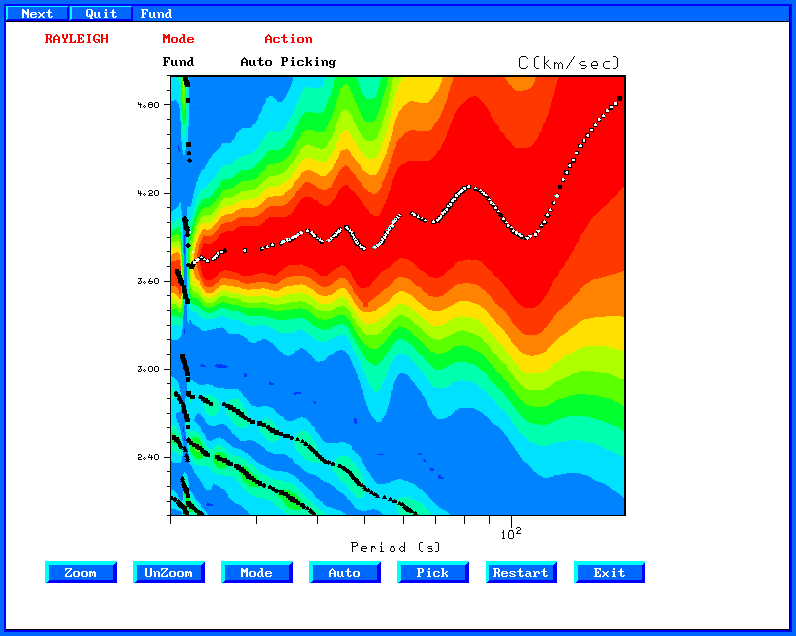 Next Quit Fund
RAYLEIGH Mode Action
Fund Auto Picking C(km/sec)
4.80
4.20
3.60
3.00
2.40
10²
Period (s)
Zoom UnZoom Mode Auto Pick Restart Exit